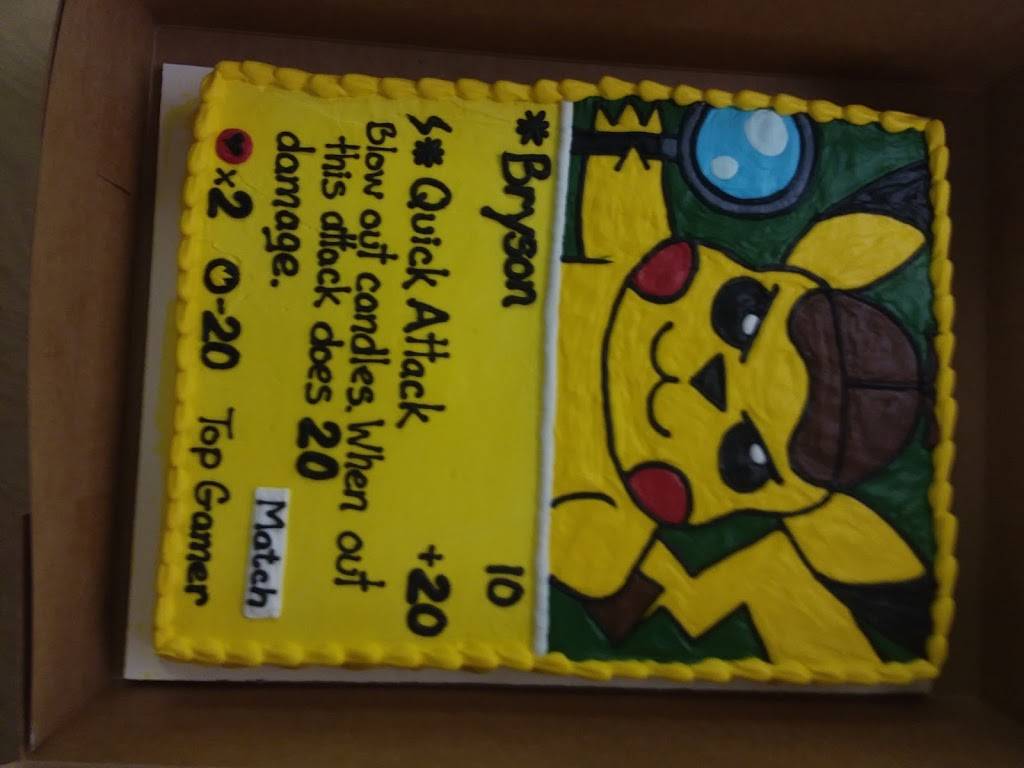 *Bryson 10
Quick Attack +20
Blow out candles. When out
this attack does 20
damage.
Match
×2 -20 Top Gamer